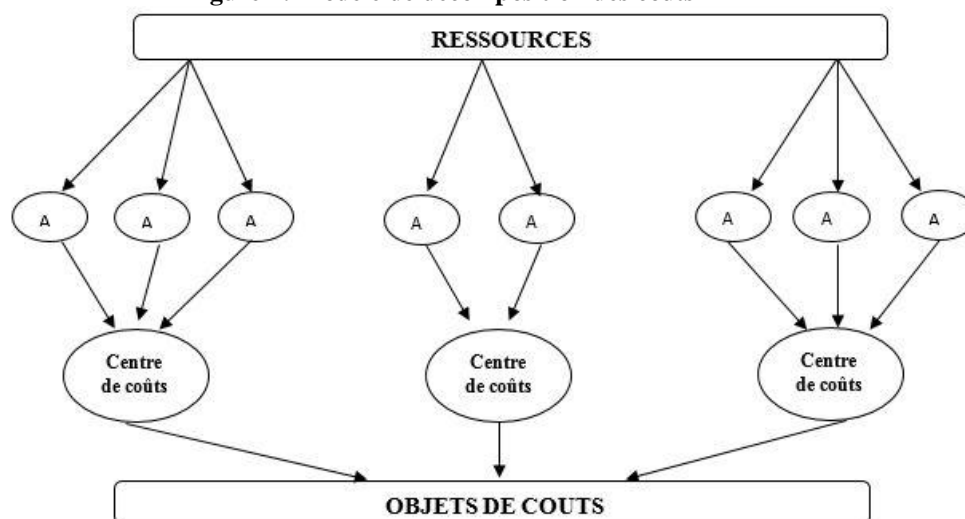 RESSOURCES
A A A A A A A A
Centre
de coûts
Centre
de coûts
Centre
de coûts
OBJETS DE COUTS